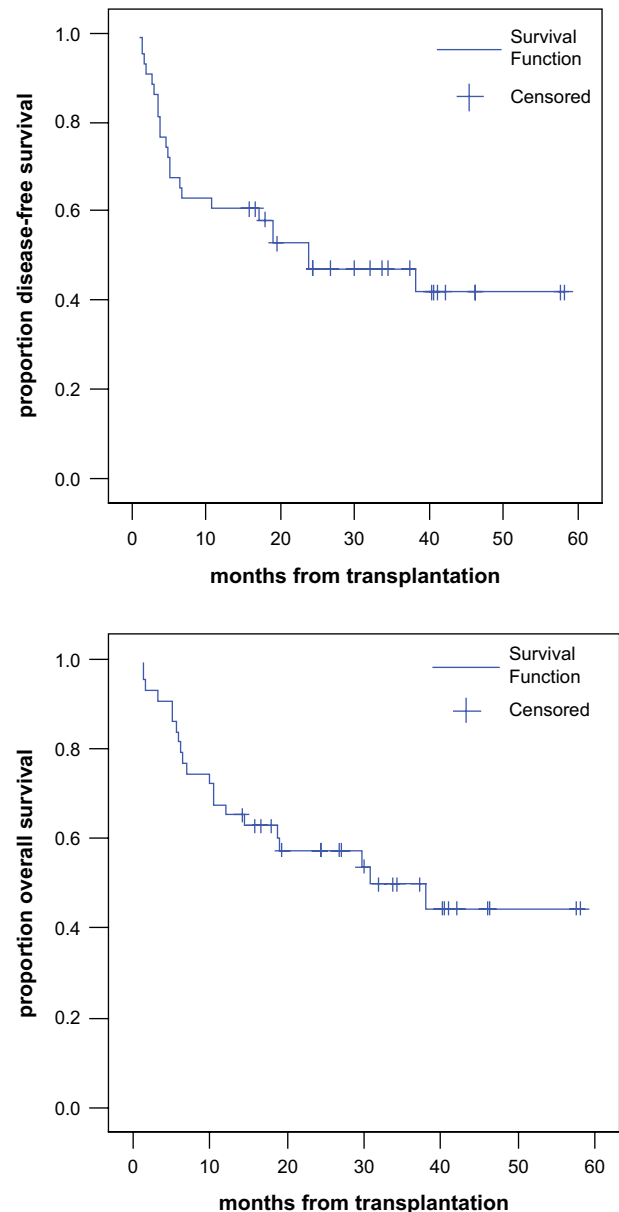 1.0
0.8
0.6
0.4
0.2
0.0
proportion disease-free survival
Survival
Function
Censored
0 10 20 30 40 50 60
months from transplantation
1.0
0.8
0.6
0.4
0.2
0.0
proportion overall survival
Survival
Function
Censored
0 10 20 30 40 50 60
months from transplantation